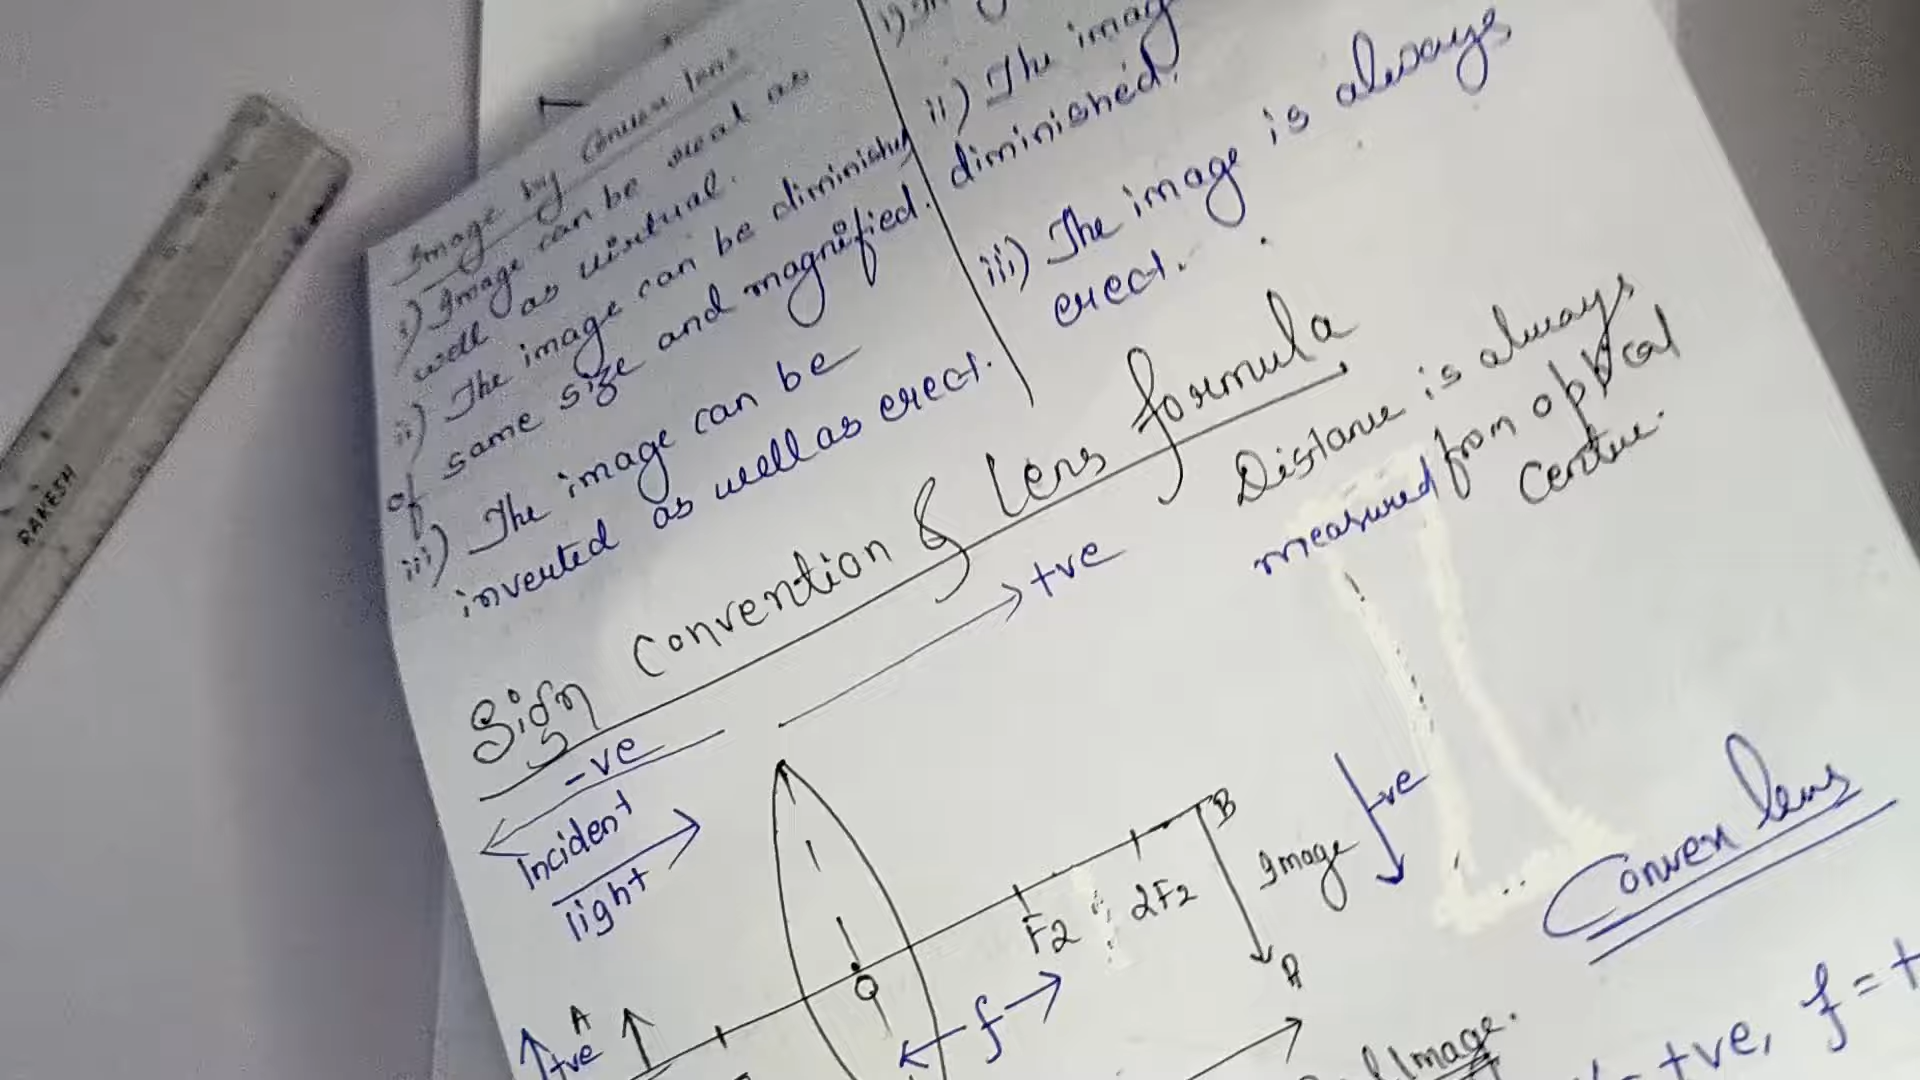 Image by Convex lens
i) Image can be real as
well as virtual.
ii) The image can be diminished
of same size and magnified.
iii) The image can be
inverted as well as erect.
ii) The imag
diminished.
iii) The image is always
erect.
Sign Convention & lens formula
Distance is always
measured from optical
centre.
-ve
+ve
Incident
light
B
Image
-ve
F2
2F2
A
O
f
A
+ve
Convex lens
Image.
+ve, f = +
RAKESH